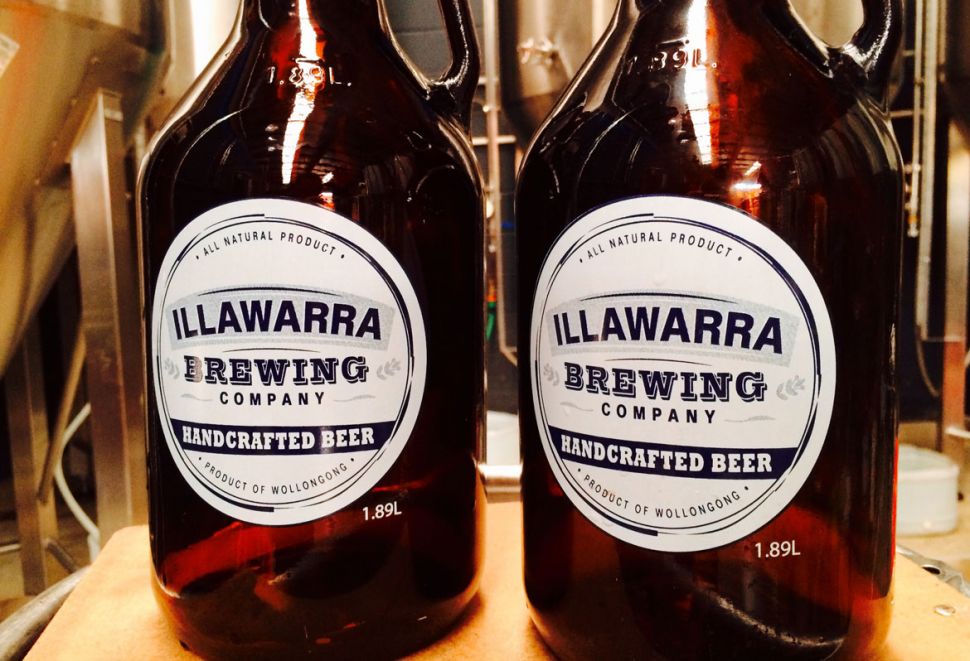 1.89L.
• ALL NATURAL PRODUCT •
ILLAWARRA
BREWING
COMPANY
HANDCRAFTED BEER
• PRODUCT OF WOLLONGONG •
1.89L
1.89L.
• ALL NATURAL PRODUCT •
ILLAWARRA
BREWING
COMPANY
HANDCRAFTED BEER
• PRODUCT OF WOLLONGONG •
1.89L